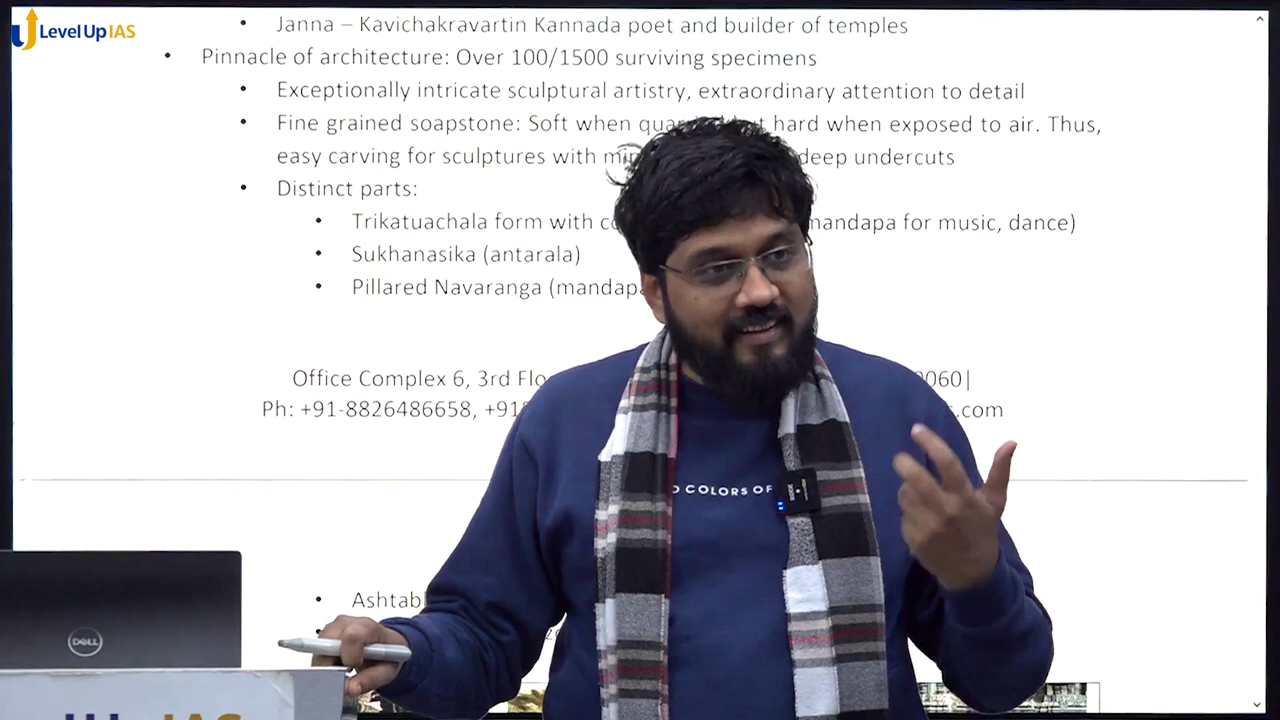 Level Up IAS
Janna – Kavichakravartin Kannada poet and builder of temples
Pinnacle of architecture: Over 100/1500 surviving specimens
Exceptionally intricate sculptural artistry, extraordinary attention to detail
Fine grained soapstone: Soft when hard when exposed to air. Thus,
easy carving for sculptures with deep undercuts
Distinct parts:
Trikatuachala form with mandapa for music, dance)
Sukhanasika (antarala)
Pillared Navaranga (mandapa
Office Complex 6, 3rd Flo 0060|
Ph: +91-8826486658, +91 .com
COLORS OF
DELL
IAS